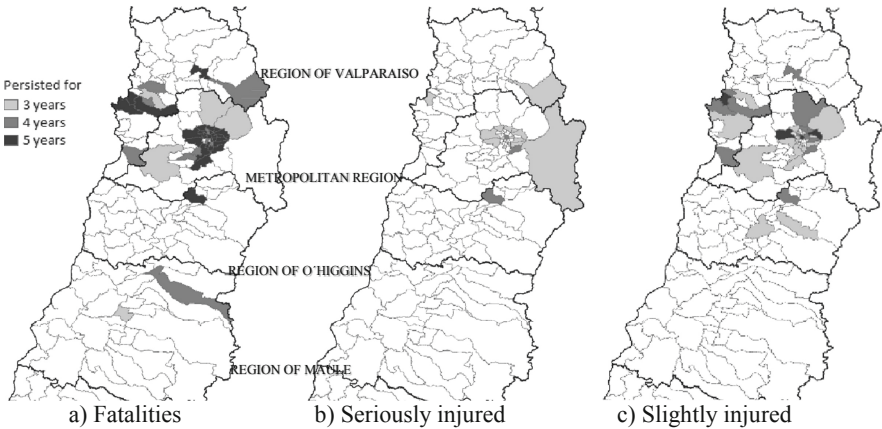 REGION OF VALPARAISO
Persisted for
3 years
4 years
5 years
METROPOLITAN REGION
REGION OF O´HIGGINS
REGION OF MAULE
a) Fatalities
b) Seriously injured
c) Slightly injured